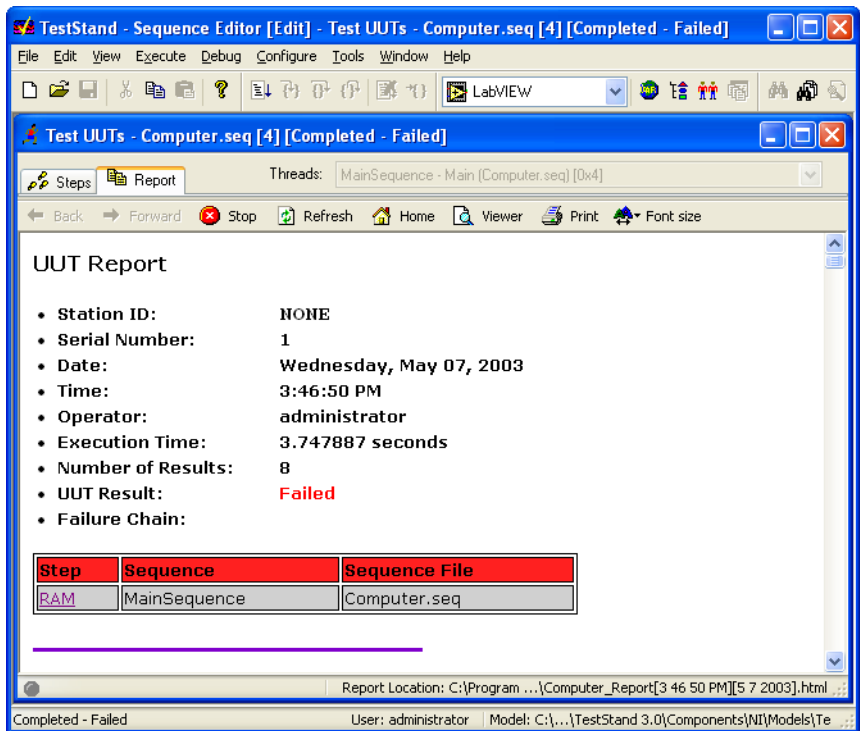 TestStand - Sequence Editor [Edit] - Test UUTs - Computer.seq [4] [Completed - Failed]
File Edit View Execute Debug Configure Tools Window Help
LabVIEW
Test UUTs - Computer.seq [4] [Completed - Failed]
Steps Report Threads: MainSequence - Main (Computer.seq) [0x4]
Back Forward Stop Refresh Home Viewer Print Font size
UUT Report
• Station ID: NONE
• Serial Number: 1
• Date: Wednesday, May 07, 2003
• Time: 3:46:50 PM
• Operator: administrator
• Execution Time: 3.747887 seconds
• Number of Results: 8
• UUT Result: Failed
• Failure Chain:
Step Sequence Sequence File
RAM MainSequence Computer.seq
Report Location: C:\Program ...\Computer_Report[3 46 50 PM][5 7 2003].html
Completed - Failed User: administrator Model: C:\...\TestStand 3.0\Components\NI\Models\Te